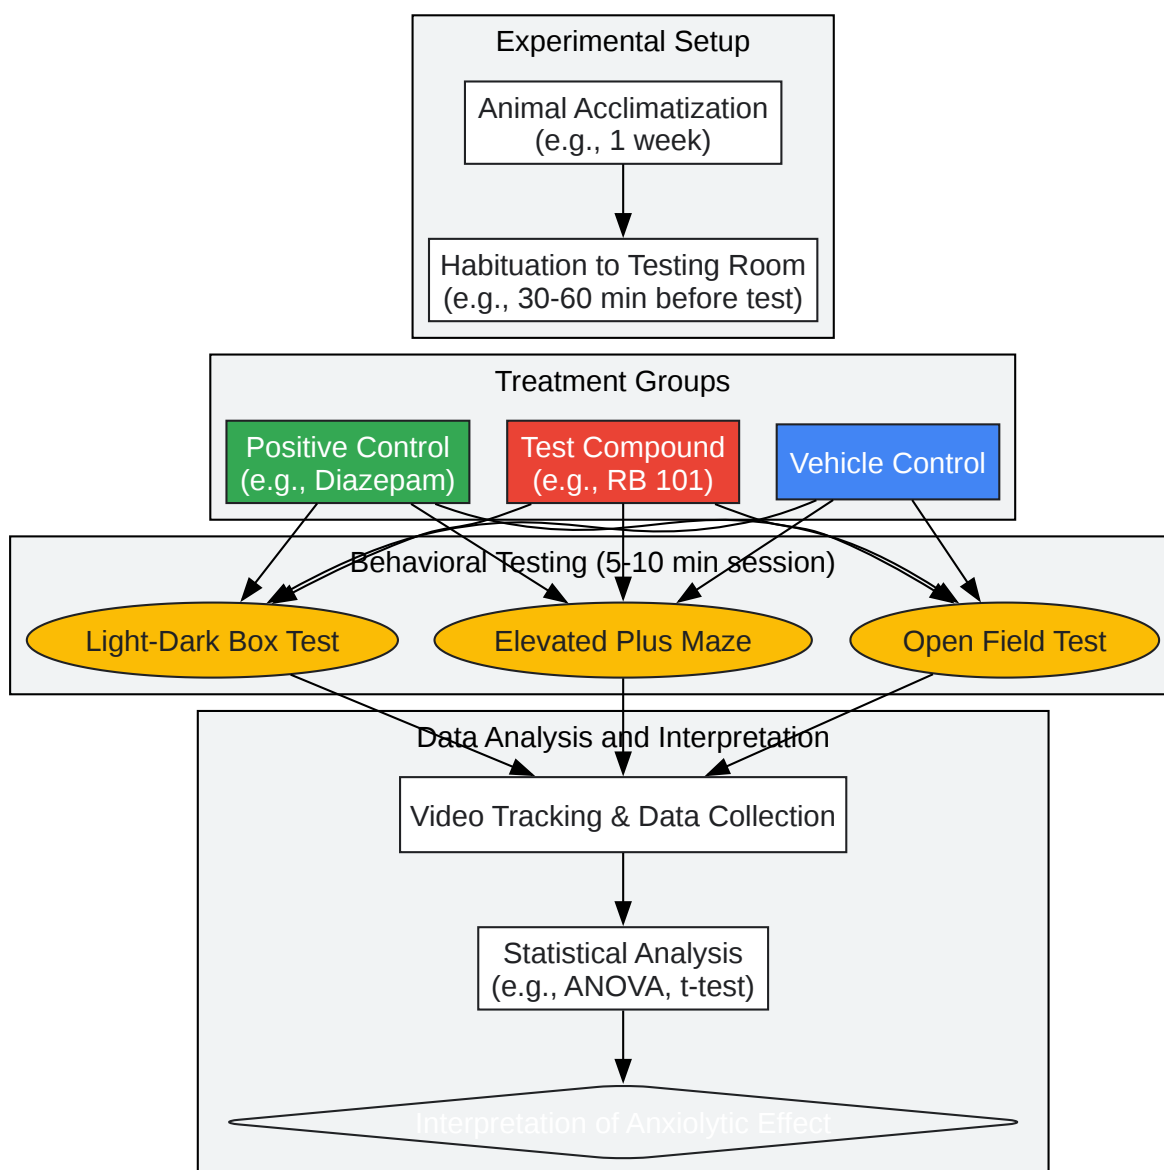 Experimental Setup
Animal Acclimatization
(e.g., 1 week)
Habituation to Testing Room
(e.g., 30-60 min before test)
Treatment Groups
Positive Control
(e.g., Diazepam)
Test Compound
(e.g., RB 101)
Vehicle Control
Behavioral Testing (5-10 min session)
Light-Dark Box Test
Elevated Plus Maze
Open Field Test
Data Analysis and Interpretation
Video Tracking & Data Collection
Statistical Analysis
(e.g., ANOVA, t-test)
Interpretation of Anxiolytic Effect